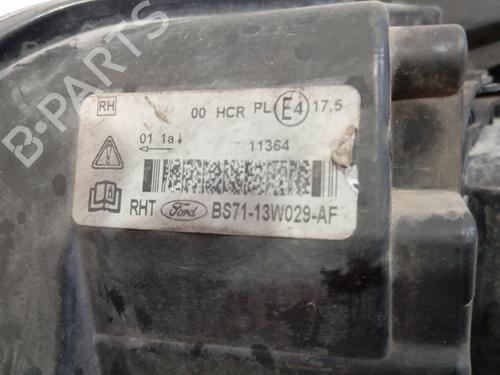 RH 00 HCR PL E4 17,5
01 1a
11364
RHT Ford BS71-13W029-AF
B-PARTS